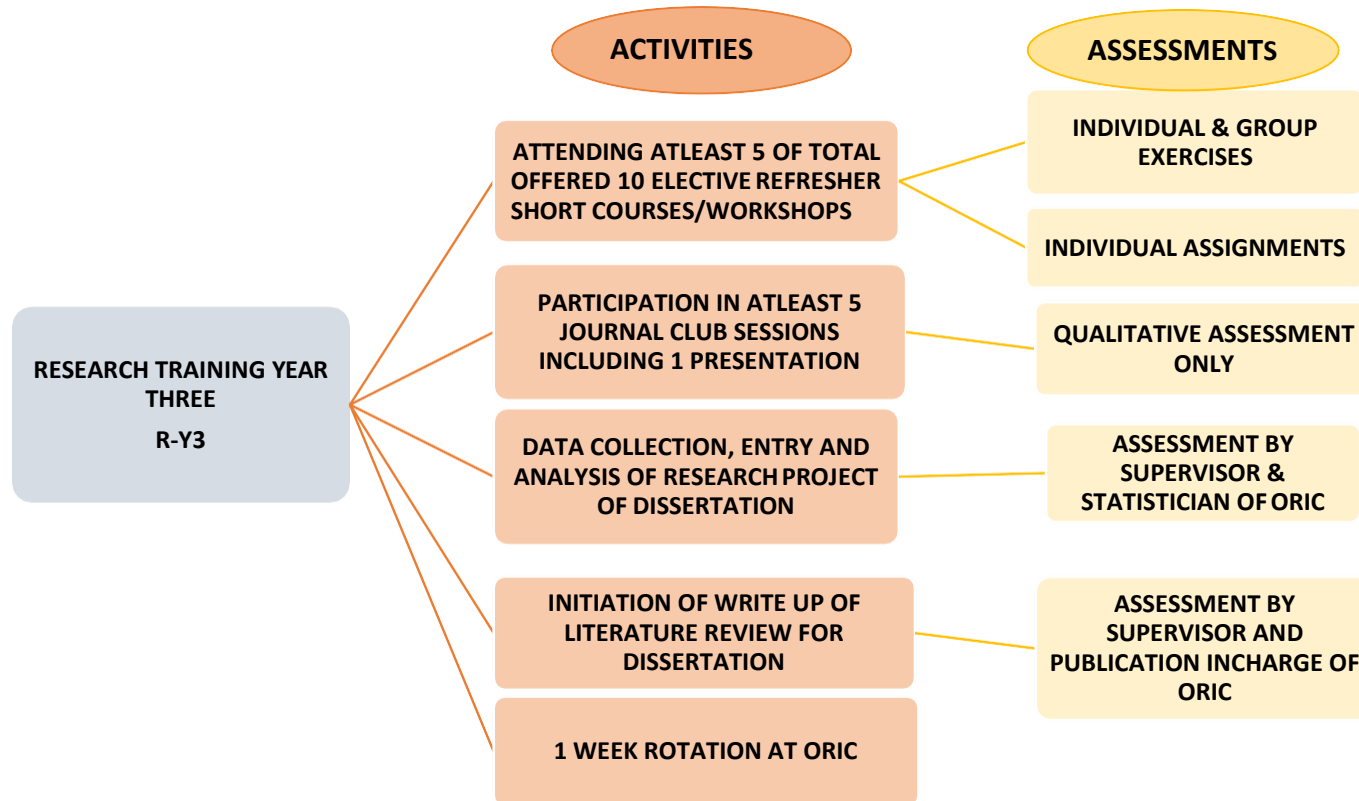 ACTIVITIES
ASSESSMENTs
RESEARCH TRAINING YEAR
THREE
R-Y3
ATTENDING ATLEAST 5 OF TOTAL
OFFERED 10 ELECTIVE REFRESHER
SHORT COURSES/WORKSHOPS
INDIVIDUAL & GROUP
EXERCISES
INDIVIDUAL ASSIGNMENTS
PARTICIPATION IN ATLEAST 5
JOURNAL CLUB SESSIONS
INCLUDING 1 PRESENTATION
QUALITATIVE ASSESSMENT
ONLY
DATA COLLECTION, ENTRY AND
ANALYSIS OF RESEARCH PROJECT
OF DISSERTATION
ASSESSMENT BY
SUPERVISOR &
STATISTICIAN OF ORIC
INITIATION OF WRITE UP OF
LITERATURE REVIEW FOR
DISSERTATION
ASSESSMENT BY
SUPERVISOR AND
PUBLICATION INCHARGE OF
ORIC
1 WEEK ROTATION AT ORIC